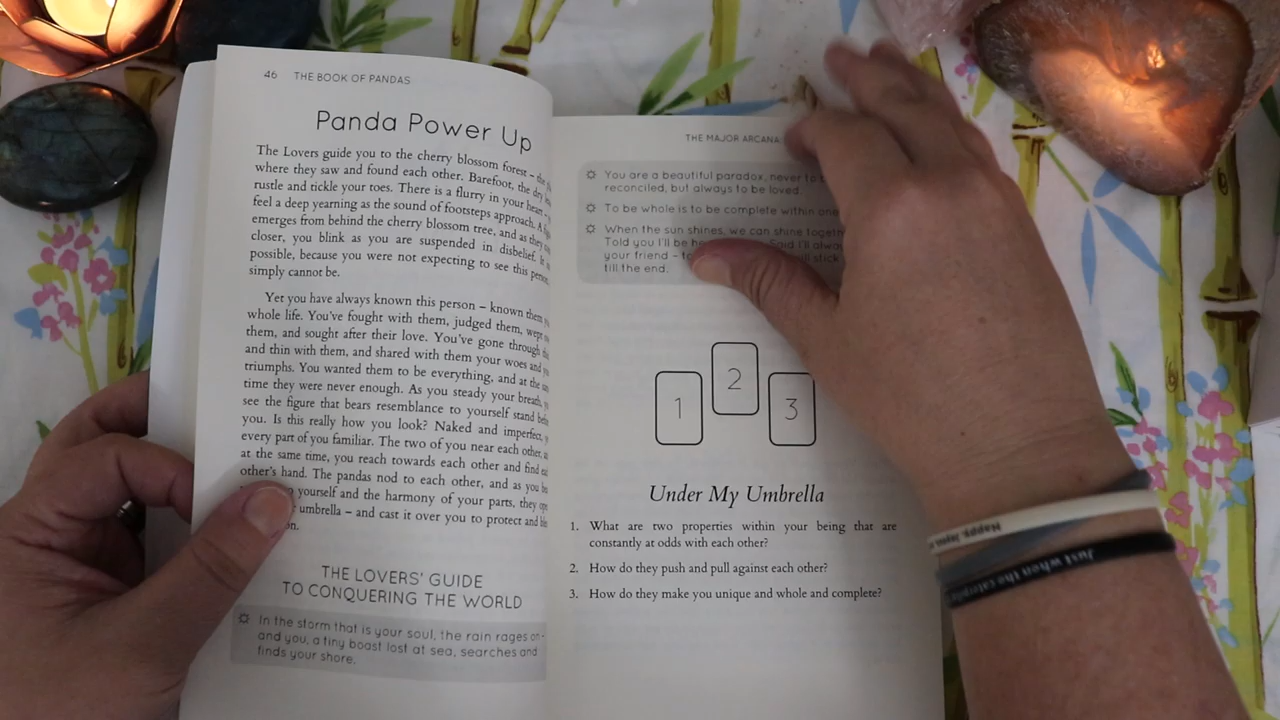 46 THE BOOK OF PANDAS
Panda Power Up
The Lovers guide you to the cherry blossom forest –
where they saw and found each other. Barefoot, the dry
rustle and tickle your toes. There is a flurry in your heart –
feel a deep yearning as the sound of footsteps approach. A
emerges from behind the cherry blossom tree, and as they
closer, you blink as you are suspended in disbelief. It
possible, because you were not expecting to see this person,
simply cannot be.
Yet you have always known this person – known them
whole life. You've fought with them, judged them, wept
them, and sought after their love. You've gone through
and thin with them, and shared with them your woes and
triumphs. You wanted them to be everything, and at the
time they were never enough. As you steady your breath,
see the figure that bears resemblance to yourself stand
you. Is this really how you look? Naked and imperfect,
every part of you familiar. The two of you near each other,
at the same time, you reach towards each other and find
other's hand. The pandas nod to each other, and as you
yourself and the harmony of your parts, they
umbrella – and cast it over you to protect and
THE LOVERS' GUIDE
TO CONQUERING THE WORLD
In the storm that is your soul, the rain rages on –
and you, a tiny boast lost at sea, searches and
finds your shore.
THE MAJOR ARCANA
You are a beautiful paradox, never to
reconciled, but always to be loved.
To be whole is to be complete within
When the sun shines, we can shine
Told you I'll be Said I'll
your friend – stick
till the end.
1
2
3
Under My Umbrella
1. What are two properties within your being that are
constantly at odds with each other?
2. How do they push and pull against each other?
3. How do they make you unique and whole and complete?
Happy
Just when the